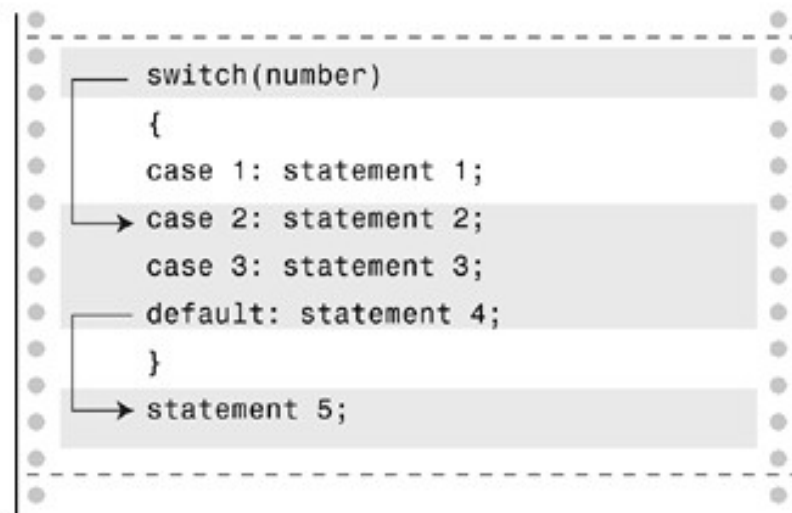 switch(number)
{
case 1: statement 1;
case 2: statement 2;
case 3: statement 3;
default: statement 4;
}
statement 5;